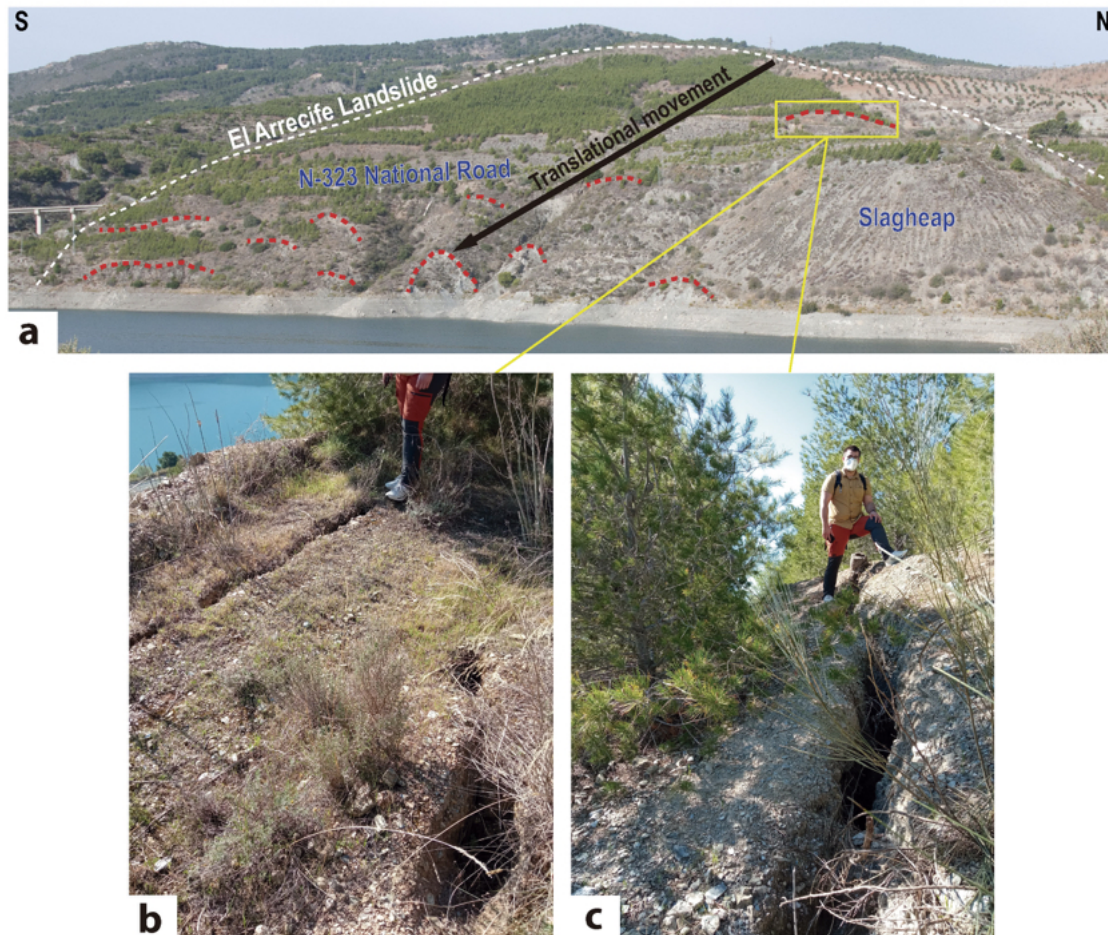 S
N
El Arrecife Landslide
Translational movement
N-323 National Road
Slagheap
a
b
c